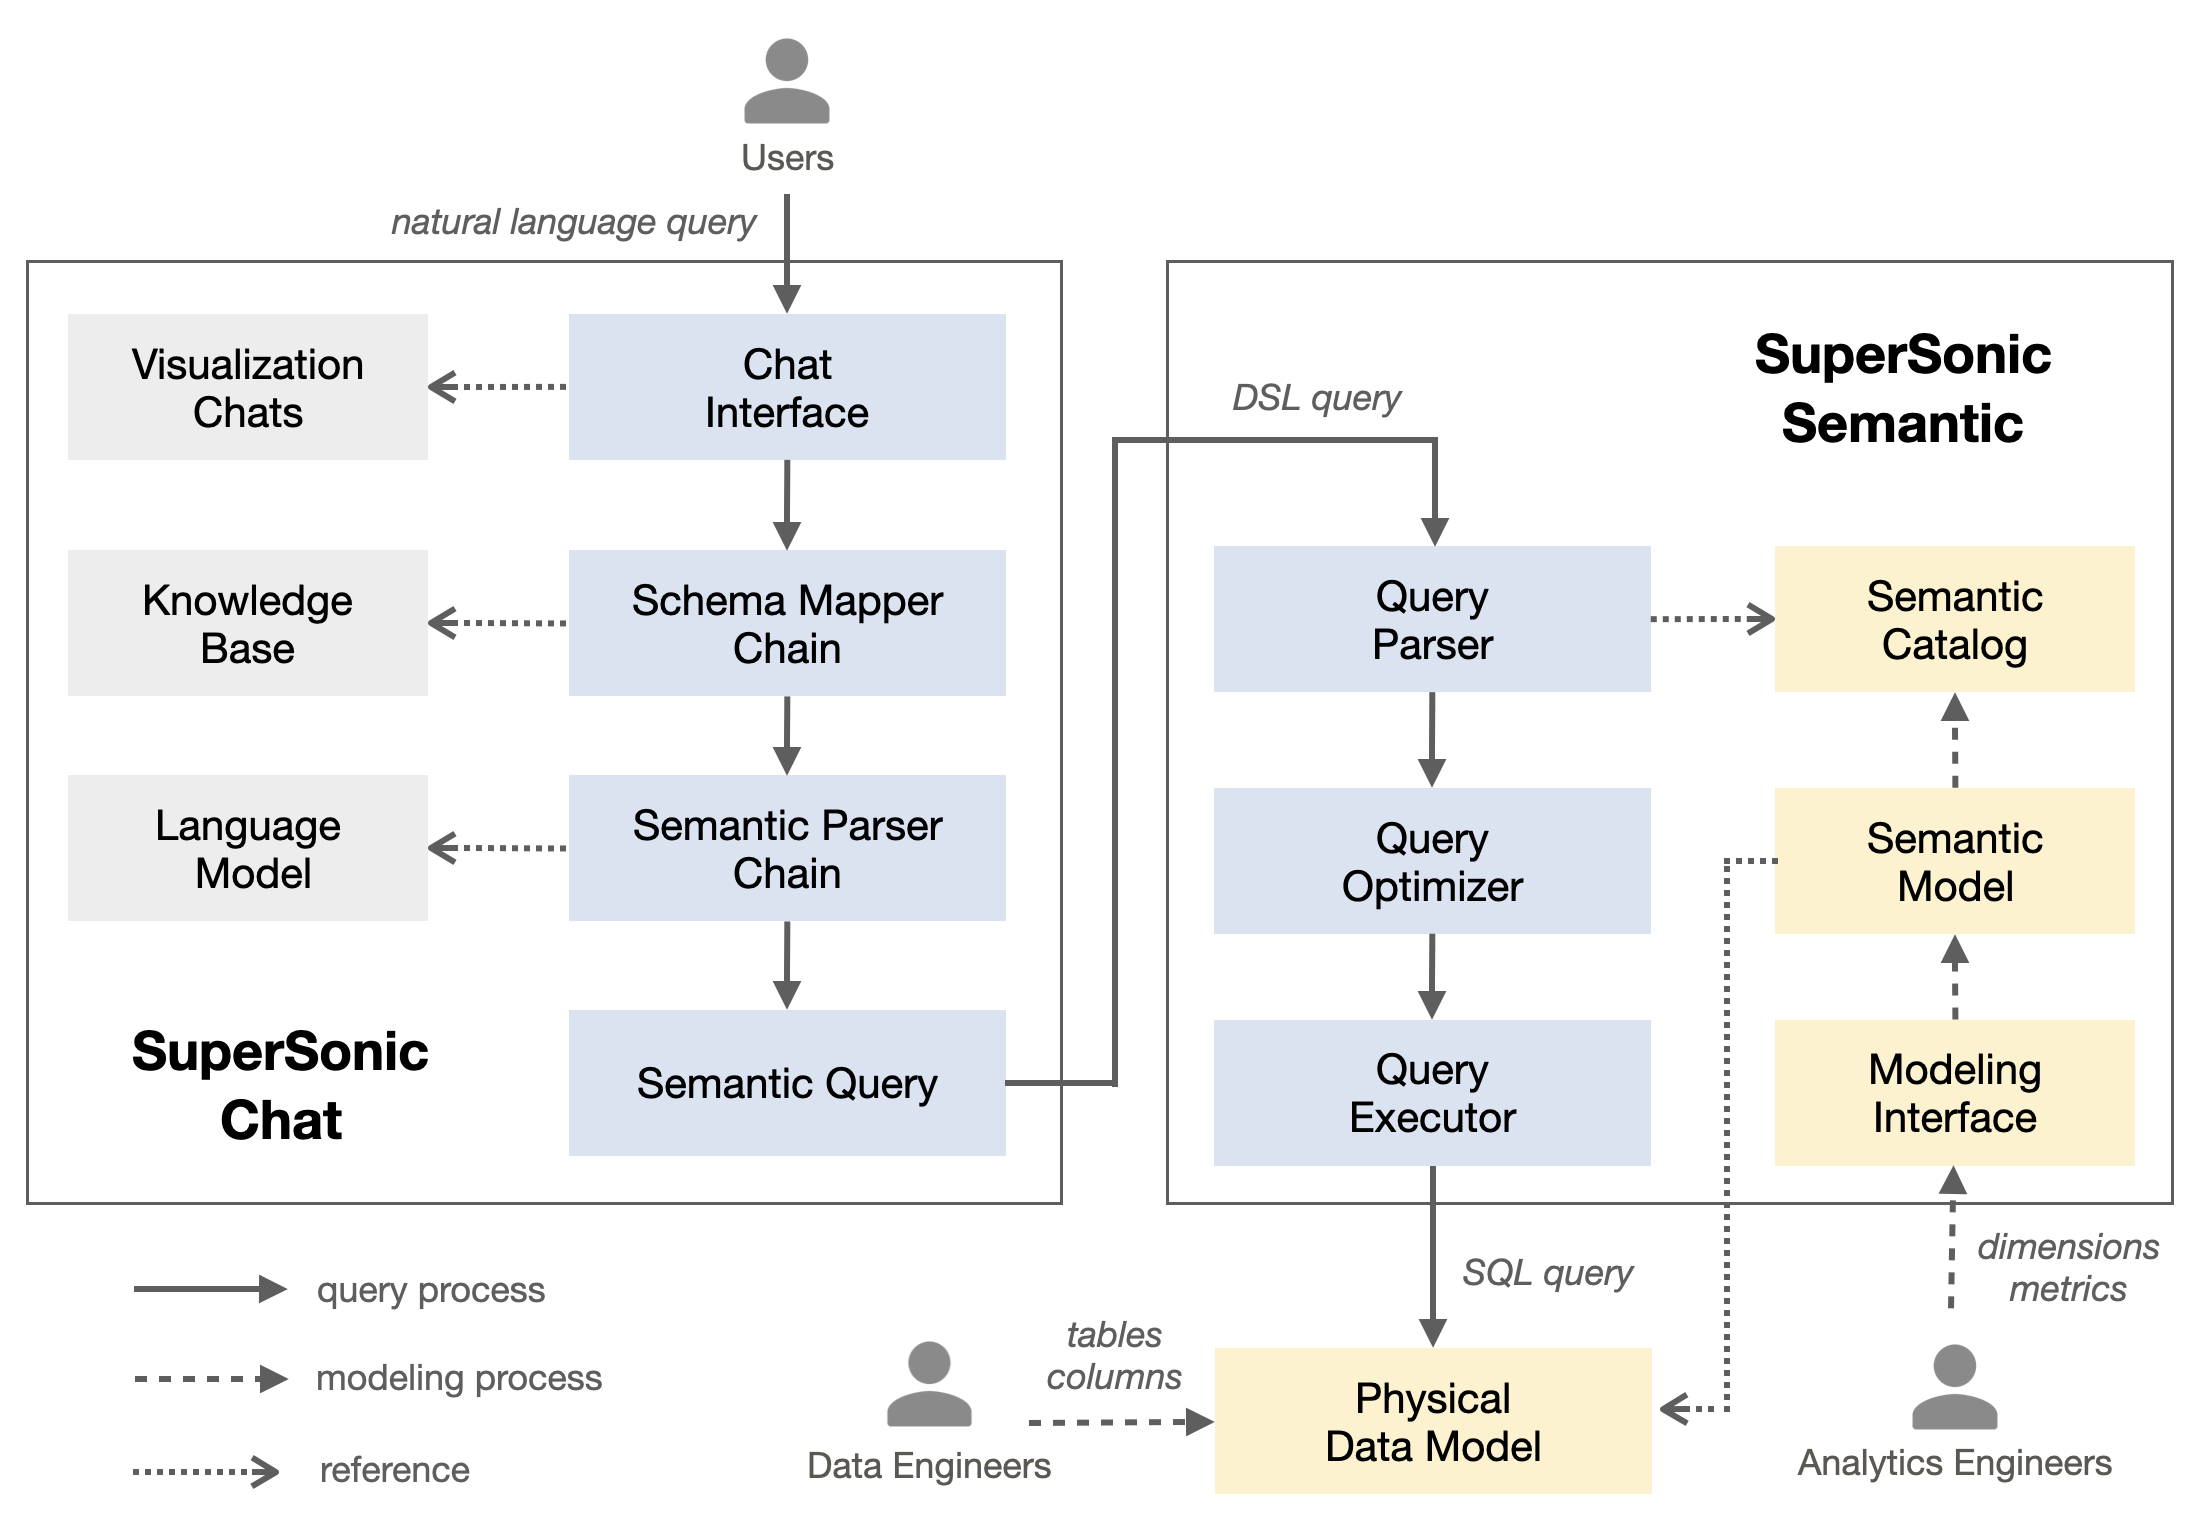 Users
natural language query
Visualization
Chats
Chat
Interface
Knowledge
Base
Schema Mapper
Chain
Language
Model
Semantic Parser
Chain
SuperSonic
Chat
Semantic Query
DSL query
SuperSonic
Semantic
Query
Parser
Semantic
Catalog
Query
Optimizer
Semantic
Model
Query
Executor
Modeling
Interface
SQL query
dimensions
metrics
query process
modeling process
reference
tables
columns
Data Engineers
Physical
Data Model
Analytics Engineers